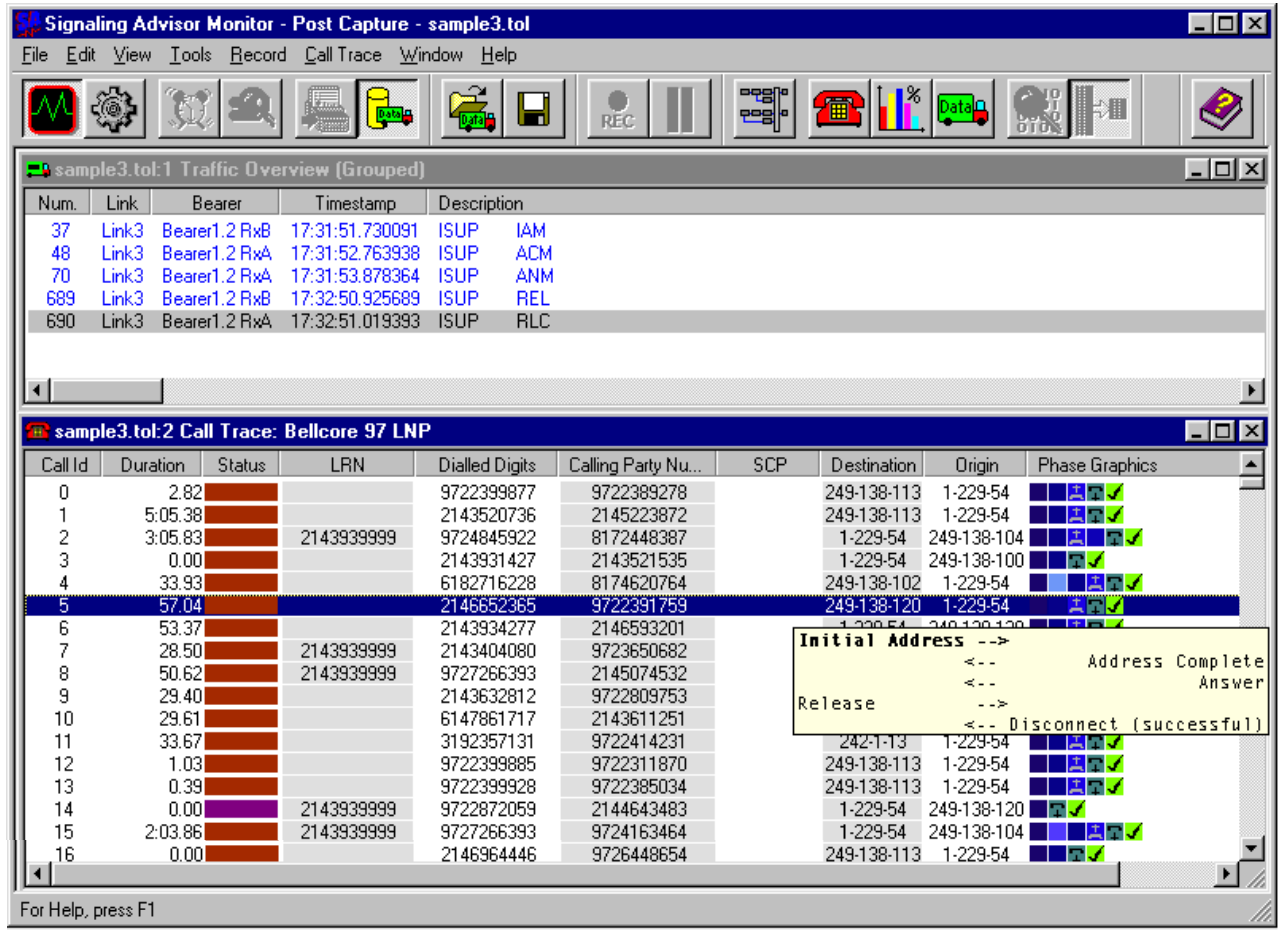 Signaling Advisor Monitor - Post Capture - sample3.tol
File Edit View Tools Record Call Trace Window Help
% Data REC Data Data
sample3.tol:1 Traffic Overview (Grouped)
Num. Link Bearer Timestamp Description
37 Link3 Bearer1.2 RxB 17:31:51.730091 ISUP IAM
48 Link3 Bearer1.2 RxA 17:31:52.763938 ISUP ACM
70 Link3 Bearer1.2 RxA 17:31:53.878364 ISUP ANM
689 Link3 Bearer1.2 RxB 17:32:50.925689 ISUP REL
690 Link3 Bearer1.2 RxA 17:32:51.019393 ISUP RLC
sample3.tol:2 Call Trace: Bellcore 97 LNP
Call Id Duration Status LRN Dialled Digits Calling Party Nu... SCP Destination Origin Phase Graphics
0 2.82 9722399877 9722389278 249-138-113 1-229-54
1 5:05.38 2143520736 2145223872 249-138-113 1-229-54
2 3:05.83 2143939999 9724845922 8172448387 1-229-54 249-138-104
3 0.00 2143931427 2143521535 1-229-54 249-138-100
4 33.93 6182716228 8174620764 249-138-102 1-229-54
5 57.04 2146652365 9722391759 249-138-120 1-229-54
6 53.37 2143934277 2146593201
7 28.50 2143939999 2143404080 9723650682
8 50.62 2143939999 9727266393 2145074532
9 29.40 2143632812 9722809753
10 29.61 6147861717 2143611251
Initial Address -->
<-- Address Complete
<-- Answer
Release -->
<-- Disconnect (successful)
11 33.67 3192357131 9722414231 242-1-13 1-229-54
12 1.03 9722399885 9722311870 249-138-113 1-229-54
13 0.39 9722399928 9722385034 249-138-113 1-229-54
14 0.00 2143939999 9722872059 2144643483 1-229-54 249-138-120
15 2:03.86 2143939999 9727266393 9724163464 1-229-54 249-138-104
16 0.00 2146964446 9726448654 249-138-113 1-229-54
For Help, press F1